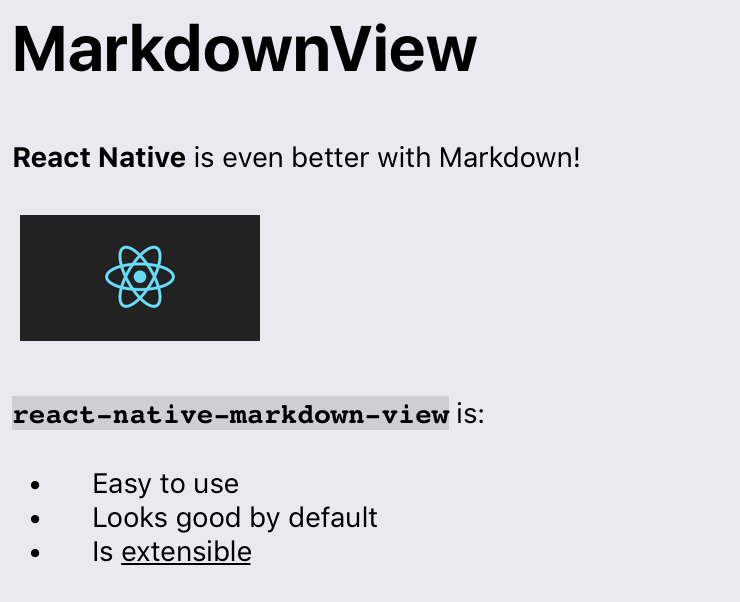 MarkdownView
React Native is even better with Markdown!
react-native-markdown-view is:
• Easy to use
• Looks good by default
• Is extensible